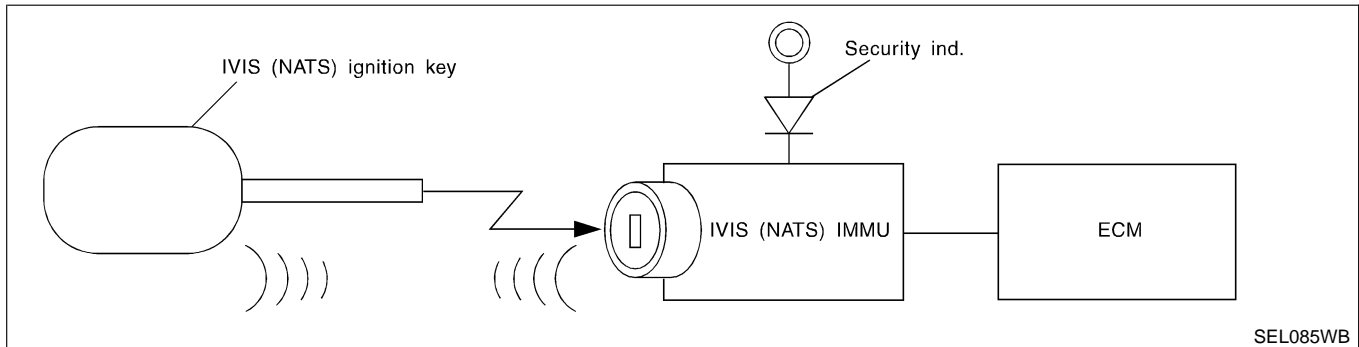 Security ind.
IVIS (NATS) ignition key
IVIS (NATS) IMMU
ECM
SEL085WB